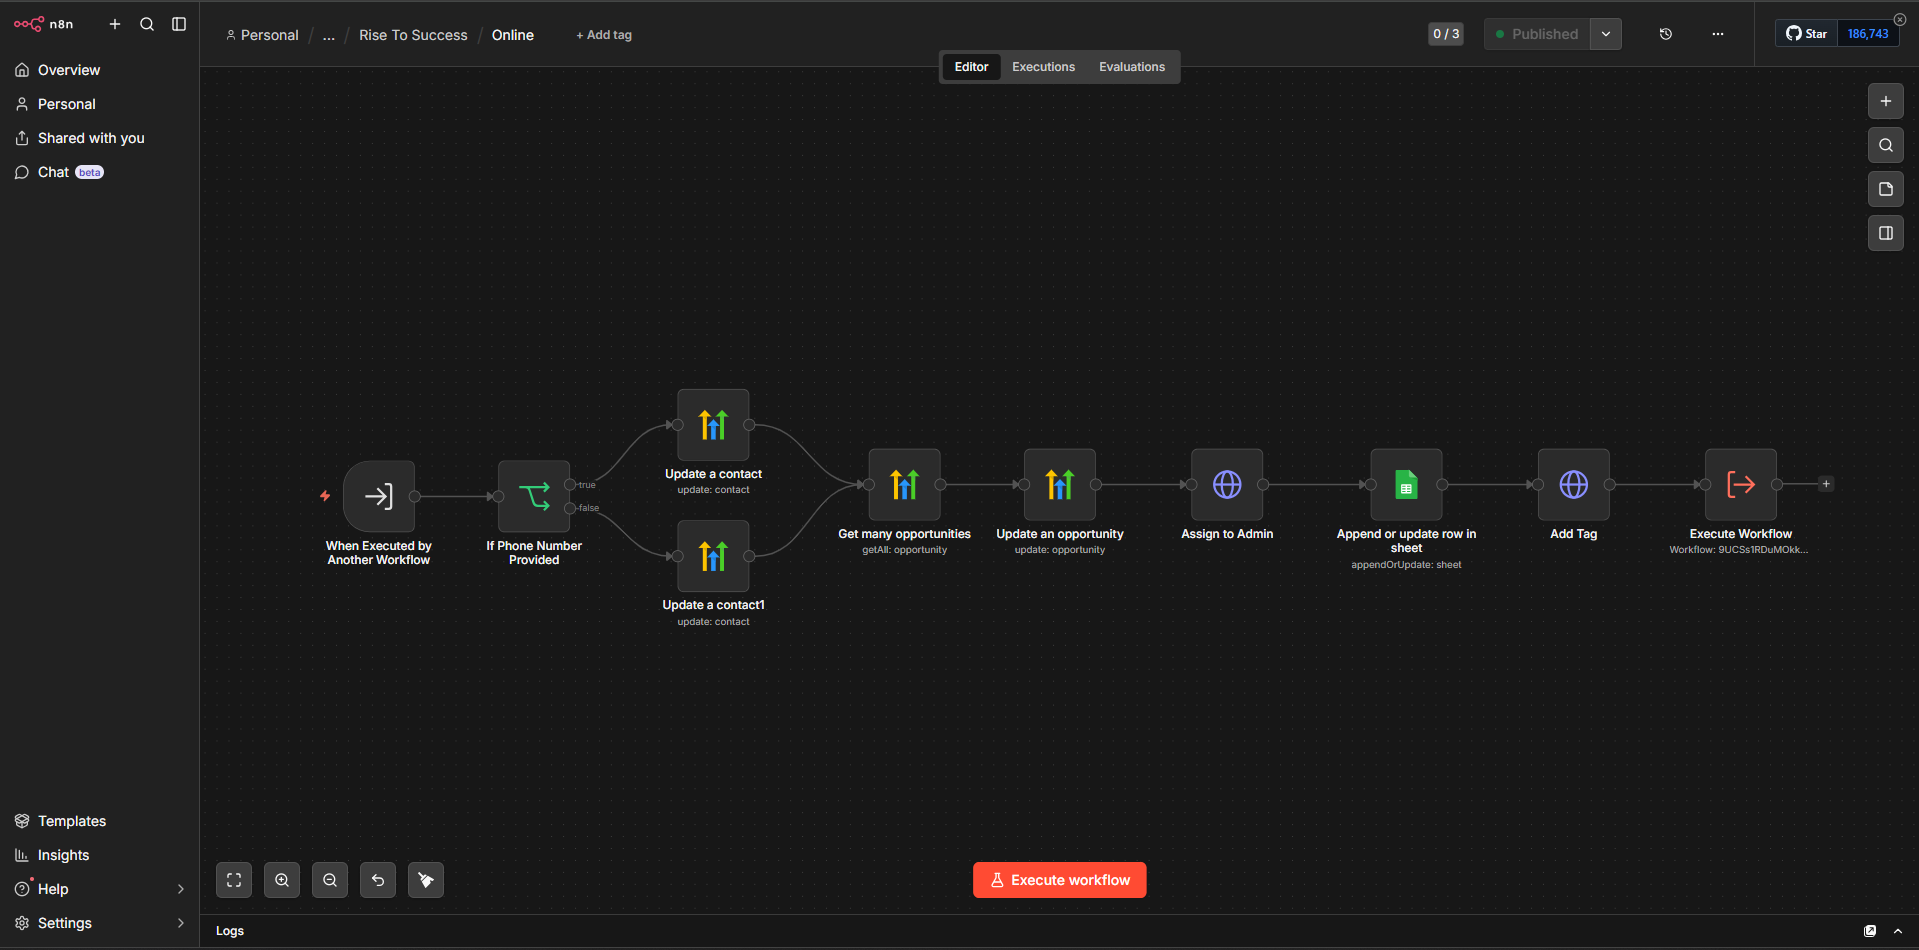 n8n
Personal / ... / Rise To Success / Online + Add tag
0 / 3
Published
Star 186,743
Editor Executions Evaluations
Overview
Personal
Shared with you
Chat beta
true
false
When Executed by
Another Workflow
If Phone Number
Provided
Update a contact
update: contact
Update a contact1
update: contact
Get many opportunities
getAll: opportunity
Update an opportunity
update: opportunity
Assign to Admin
Append or update row in
sheet
appendOrUpdate: sheet
Add Tag
Execute Workflow
Workflow: 9UCSs1RDuMOkk...
Templates
Insights
Help
Settings
Execute workflow
Logs